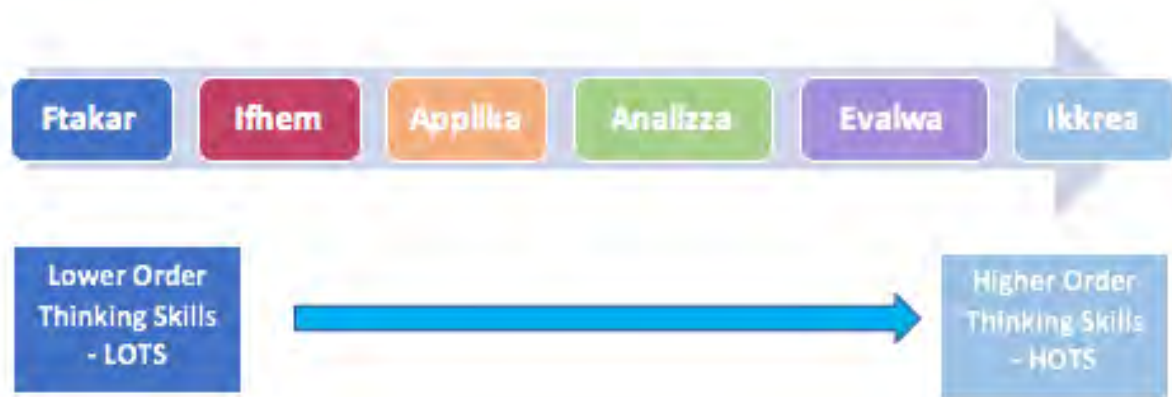 Ftakar
Ifhem
Applika
Analizza
Evalwa
Ikkrea
Lower Order
Thinking Skills
- LOTS
Higher Order
Thinking Skills
- HOTS